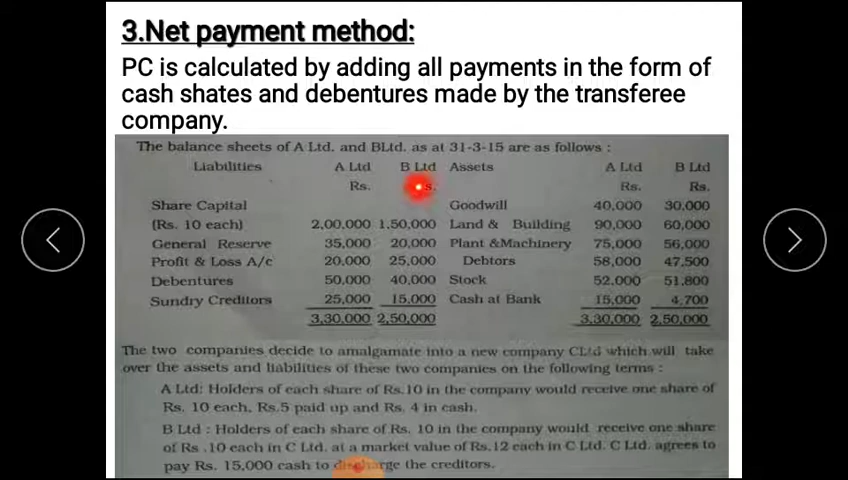 3.Net payment method:
PC is calculated by adding all payments in the form of
cash shates and debentures made by the transferee
company.
The balance sheets of A Ltd. and BLtd. as at 31-3-15 are as follows :
Liabilities A Ltd B Ltd Assets A Ltd B Ltd
Rs. Rs. Rs.
Share Capital Goodwill 40,000 30,000
(Rs. 10 each) 2,00,000 1,50,000 Land & Building 90,000 60,000
General Reserve 35,000 20,000 Plant &Machinery 75,000 56,000
Profit & Loss A/c 20,000 25,000 Debtors 58,000 47,500
Debentures 50,000 40,000 Stock 52,000 51,800
Sundry Creditors 25,000 15,000 Cash at Bank 15,000 4,700
3,30,000 2,50,000 3,30,000 2,50,000
The two companies decide to amalgamate into a new company CLtd which will take
over the assets and liabilities of these two companies on the following terms :
A Ltd: Holders of each share of Rs.10 in the company would receive one share of
Rs. 10 each, Rs.5 paid up and Rs. 4 in cash.
B Ltd : Holders of each share of Rs. 10 in the company would receive one share
of Rs .10 each in C Ltd. at a market value of Rs.12 each in C Ltd. C Ltd. agrees to
pay Rs. 15,000 cash to discharge the creditors.